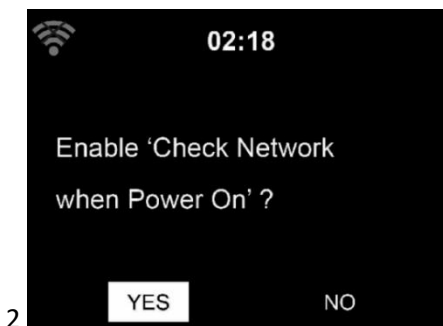 02:18
Enable ‘Check Network
when Power On’ ?
YES NO
2